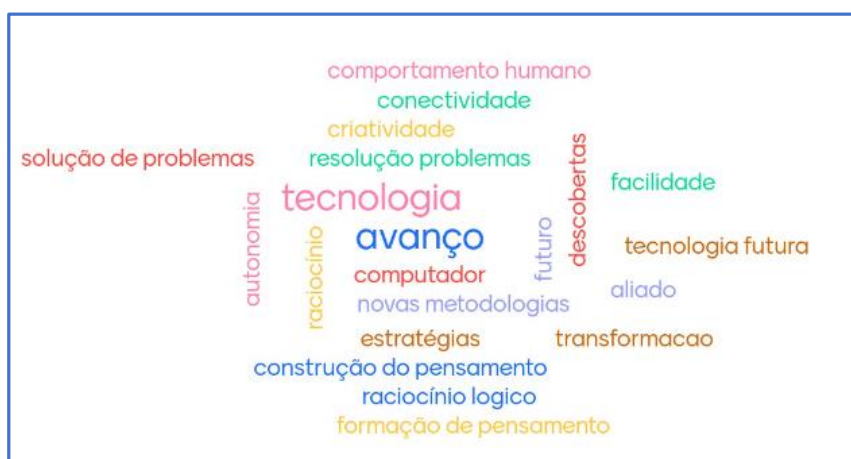 comportamento humano
conectividade
criatividade
solução de problemas
resolução problemas
descobertas
facilidade
tecnologia
autonomia
avanço
raciocínio
futuro
tecnologia futura
computador
aliado
novas metodologias
estratégias
transformacao
construção do pensamento
raciocínio logico
formação de pensamento